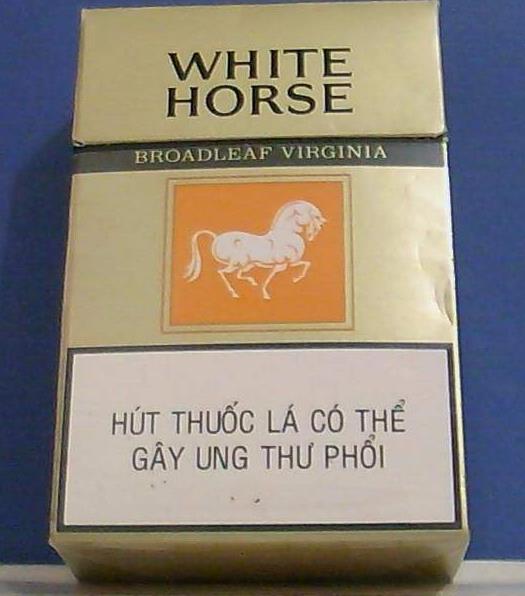 WHITE
HORSE
BROADLEAF VIRGINIA
HÚT THUỐC LÁ CÓ THỂ
GÂY UNG THƯ PHỔI